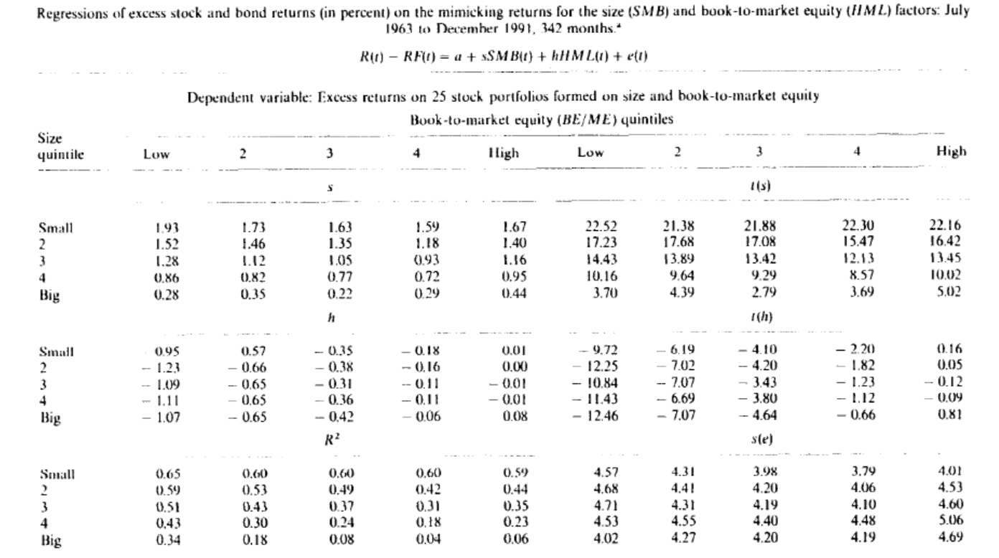 Regressions of excess stock and bond returns (in percent) on the mimicking returns for the size (SMB) and book-to-market equity (HML) factors: July
1963 to December 1991, 342 months.ª
R(t) − RF(t) = a + sSMB(t) + hHML(t) + e(t)
Dependent variable: Excess returns on 25 stock portfolios formed on size and book-to-market equity
Book-to-market equity (BE/ME) quintiles
Size
quintile Low 2 3 4 High Low 2 3 4 High
s t(s)
Small 1.93 1.73 1.63 1.59 1.67 22.52 21.38 21.88 22.30 22.16
2 1.52 1.46 1.35 1.18 1.40 17.23 17.68 17.08 15.47 16.42
3 1.28 1.12 1.05 0.93 1.16 14.43 13.89 13.42 12.13 13.45
4 0.86 0.82 0.77 0.72 0.95 10.16 9.64 9.29 8.57 10.02
Big 0.28 0.35 0.22 0.29 0.44 3.70 4.39 2.79 3.69 5.02
h t(h)
Small 0.95 0.57 − 0.35 − 0.18 0.01 − 9.72 − 6.19 − 4.10 − 2.20 0.16
2 − 1.23 − 0.66 − 0.38 − 0.16 0.00 − 12.25 − 7.02 − 4.20 − 1.82 0.05
3 − 1.09 − 0.65 − 0.31 − 0.11 − 0.01 − 10.84 − 7.07 − 3.43 − 1.23 − 0.12
4 − 1.11 − 0.65 − 0.36 − 0.11 − 0.01 − 11.43 − 6.69 − 3.80 − 1.12 − 0.09
Big − 1.07 − 0.65 − 0.42 − 0.06 0.08 − 12.46 − 7.07 − 4.64 − 0.66 0.81
R² s(e)
Small 0.65 0.60 0.60 0.60 0.59 4.57 4.31 3.98 3.79 4.01
2 0.59 0.53 0.49 0.42 0.44 4.68 4.41 4.20 4.06 4.53
3 0.51 0.43 0.37 0.31 0.35 4.71 4.31 4.19 4.10 4.60
4 0.43 0.30 0.24 0.18 0.23 4.53 4.55 4.40 4.48 5.06
Big 0.34 0.18 0.08 0.04 0.06 4.02 4.27 4.20 4.19 4.69